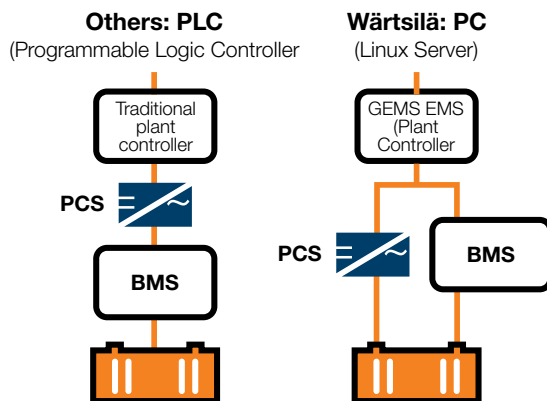 Others: PLC
(Programmable Logic Controller
Traditional
plant
controller
PCS
BMS
Wärtsilä: PC
(Linux Server)
GEMS EMS
(Plant
Controller
PCS
BMS